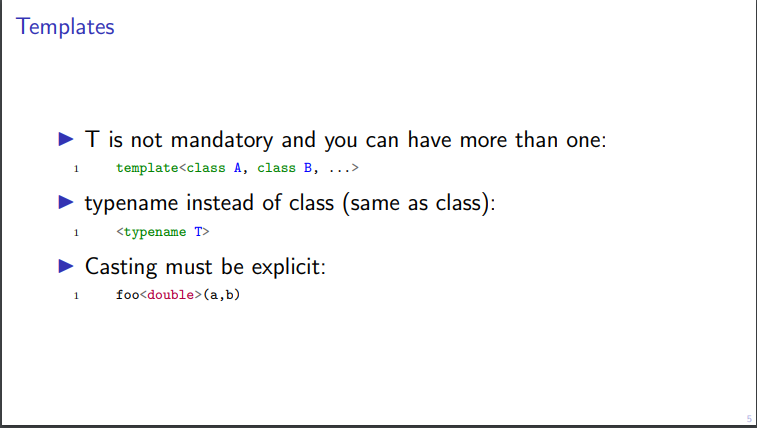 Templates
▶ T is not mandatory and you can have more than one:
1 template<class A, class B, ...>
▶ typename instead of class (same as class):
1 <typename T>
▶ Casting must be explicit:
1 foo<double>(a,b)
5